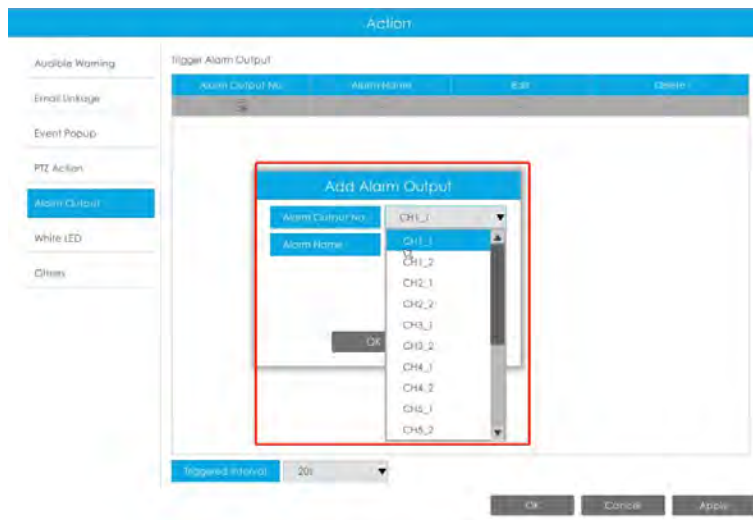 Action
Audible Warning
Email Linkage
Event Popup
PTZ Action
Alarm Output
White LED
Others
Trigger Alarm Output
Alarm Output No.
Alarm Name
Edit
Delete
Add Alarm Output
Alarm Output No.
CH1_1
Alarm Name
CH1_1
CH1_2
CH2_1
CH2_2
CH3_1
CH3_2
CH4_1
CH4_2
CH5_1
CH5_2
OK
Triggered Interval
20s
OK
Cancel
Apply